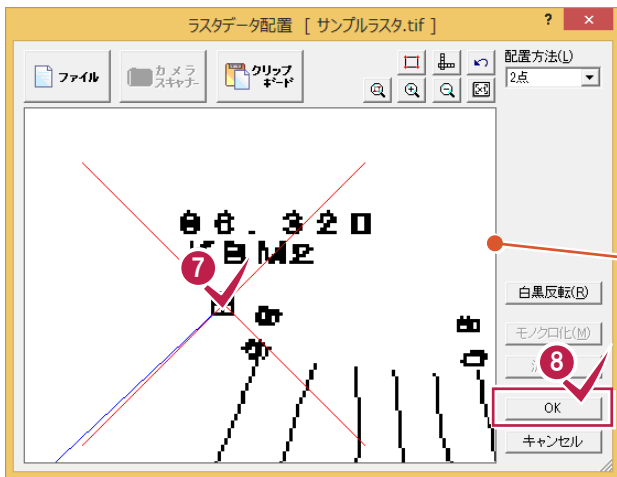 ラスタデータ配置 [ サンプルラスタ.tif ]
? ×
ファイル
カメラ
スキャナー
クリップ
ボード
配置方法(L)
2点
06.320
KBM2
7
白黒反転(R)
モノクロ化(M)
8
OK
キャンセル